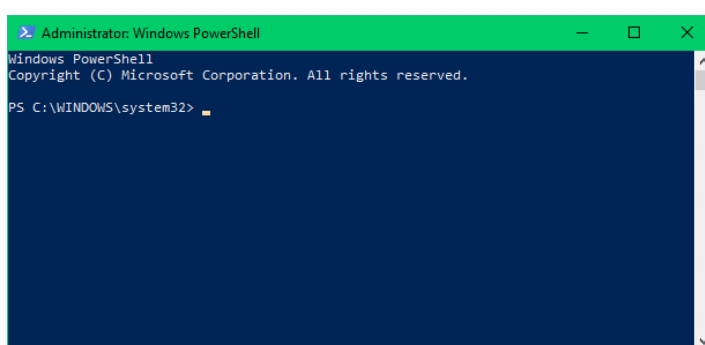 Administrator: Windows PowerShell
Windows PowerShell
Copyright (C) Microsoft Corporation. All rights reserved.
PS C:\WINDOWS\system32>